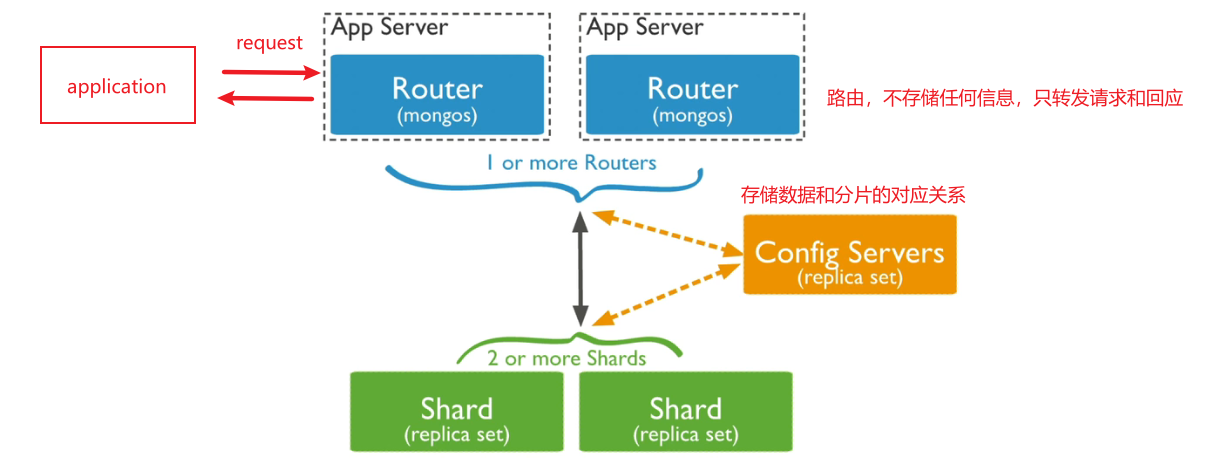 App Server
App Server
request
application
Router
(mongos)
Router
(mongos)
路由，不存储任何信息，只转发请求和回应
1 or more Routers
存储数据和分片的对应关系
Config Servers
(replica set)
2 or more Shards
Shard
(replica set)
Shard
(replica set)